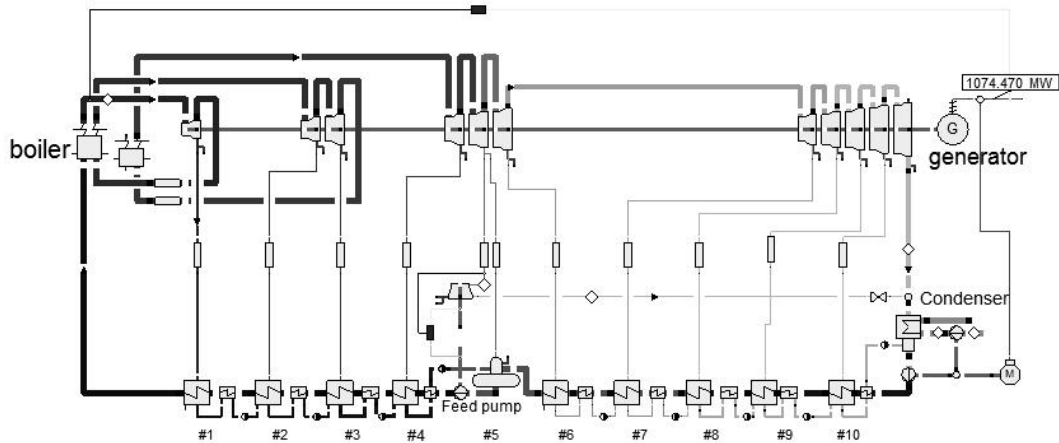 1074.470 MW
boiler
G
generator
Condenser
M
Feed pump
#1 #2 #3 #4 #5 #6 #7 #8 #9 #10